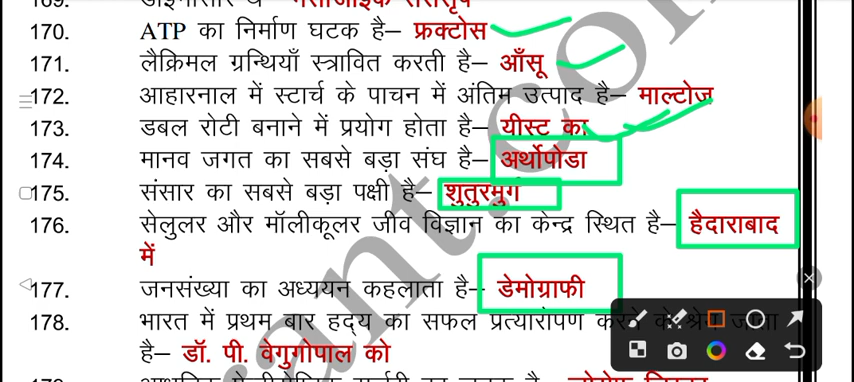 170. ATP का निर्माण घटक है– फ्रक्टोस
171. लैक्रिमल ग्रन्थियाँ स्त्रावित करती है– आँसू
172. आहारनाल में स्टार्च के पाचन में अंतिम उत्पाद है– माल्टोज
173. डबल रोटी बनाने में प्रयोग होता है– यीस्ट का
174. मानव जगत का सबसे बड़ा संघ है– अर्थोपोडा
175. संसार का सबसे बड़ा पक्षी है– शुतुरमुर्ग
176. सेलुलर और मॉलीकूलर जीव विज्ञान का केन्द्र स्थित है– हैदाराबाद
में
177. जनसंख्या का अध्ययन कहलाता है– डेमोग्राफी
178. भारत में प्रथम बार हद्य का सफल प्रत्यारोपण करने के श्रेय जाता
है– डॉ. पी. वेगुगोपाल को